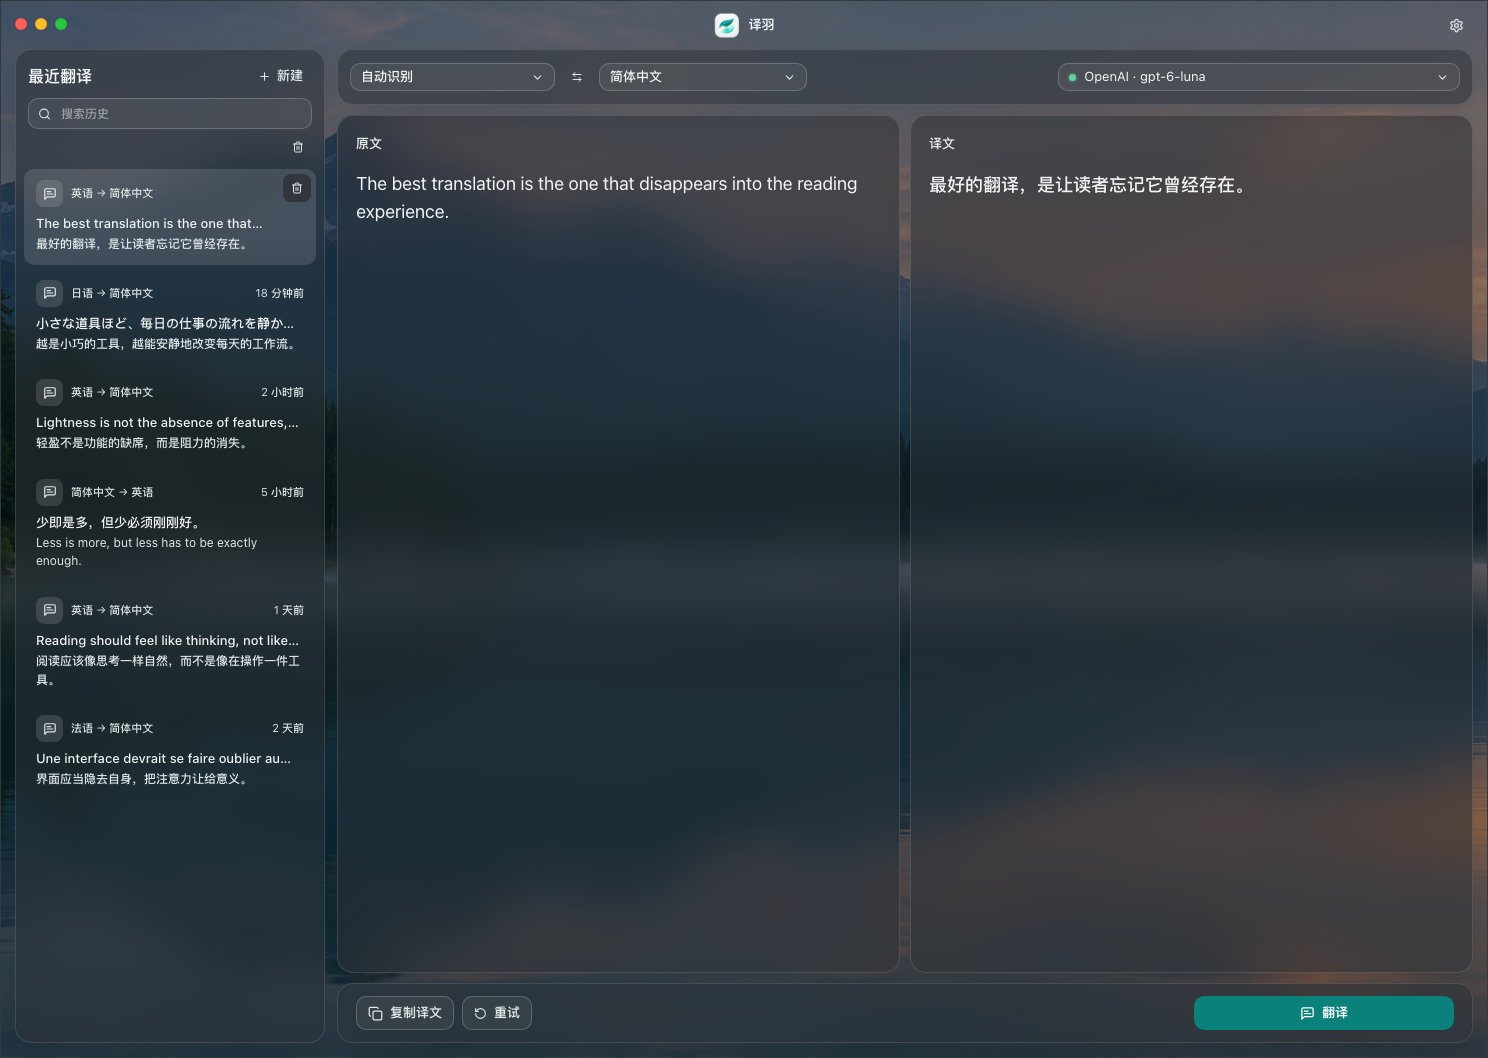 译羽
最近翻译
新建
搜索历史
英语 → 简体中文
The best translation is the one that...
最好的翻译，是让读者忘记它曾经存在。
日语 → 简体中文 18 分钟前
小さな道具ほど、毎日の仕事の流れを静か...
越是小巧的工具，越能安静地改变每天的工作流。
英语 → 简体中文 2 小时前
Lightness is not the absence of features,...
轻盈不是功能的缺席，而是阻力的消失。
简体中文 → 英语 5 小时前
少即是多，但少必须刚刚好。
Less is more, but less has to be exactly
enough.
英语 → 简体中文 1 天前
Reading should feel like thinking, not like...
阅读应该像思考一样自然，而不是像在操作一件工
具。
法语 → 简体中文 2 天前
Une interface devrait se faire oublier au...
界面应当隐去自身，把注意力让给意义。
自动识别
简体中文
OpenAI · gpt-6-luna
原文
The best translation is the one that disappears into the reading
experience.
译文
最好的翻译，是让读者忘记它曾经存在。
复制译文
重试
翻译